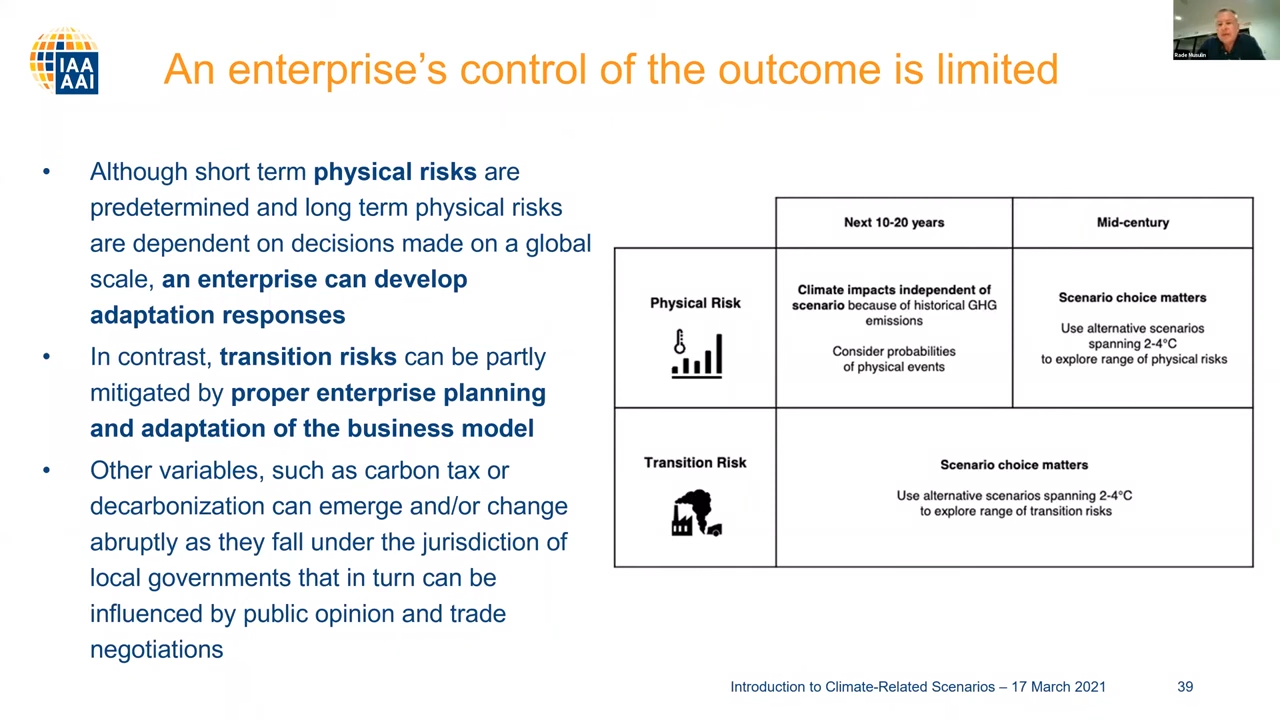 IAA
AAI
An enterprise's control of the outcome is limited
Rade Musulin
• Although short term physical risks are
predetermined and long term physical risks
are dependent on decisions made on a global
scale, an enterprise can develop
adaptation responses
• In contrast, transition risks can be partly
mitigated by proper enterprise planning
and adaptation of the business model
• Other variables, such as carbon tax or
decarbonization can emerge and/or change
abruptly as they fall under the jurisdiction of
local governments that in turn can be
influenced by public opinion and trade
negotiations
Next 10-20 years
Mid-century
Physical Risk
Climate impacts independent of
scenario because of historical GHG
emissions
Consider probabilities
of physical events
Scenario choice matters
Use alternative scenarios
spanning 2-4°C
to explore range of physical risks
Transition Risk
Scenario choice matters
Use alternative scenarios spanning 2-4°C
to explore range of transition risks
Introduction to Climate-Related Scenarios – 17 March 2021
39